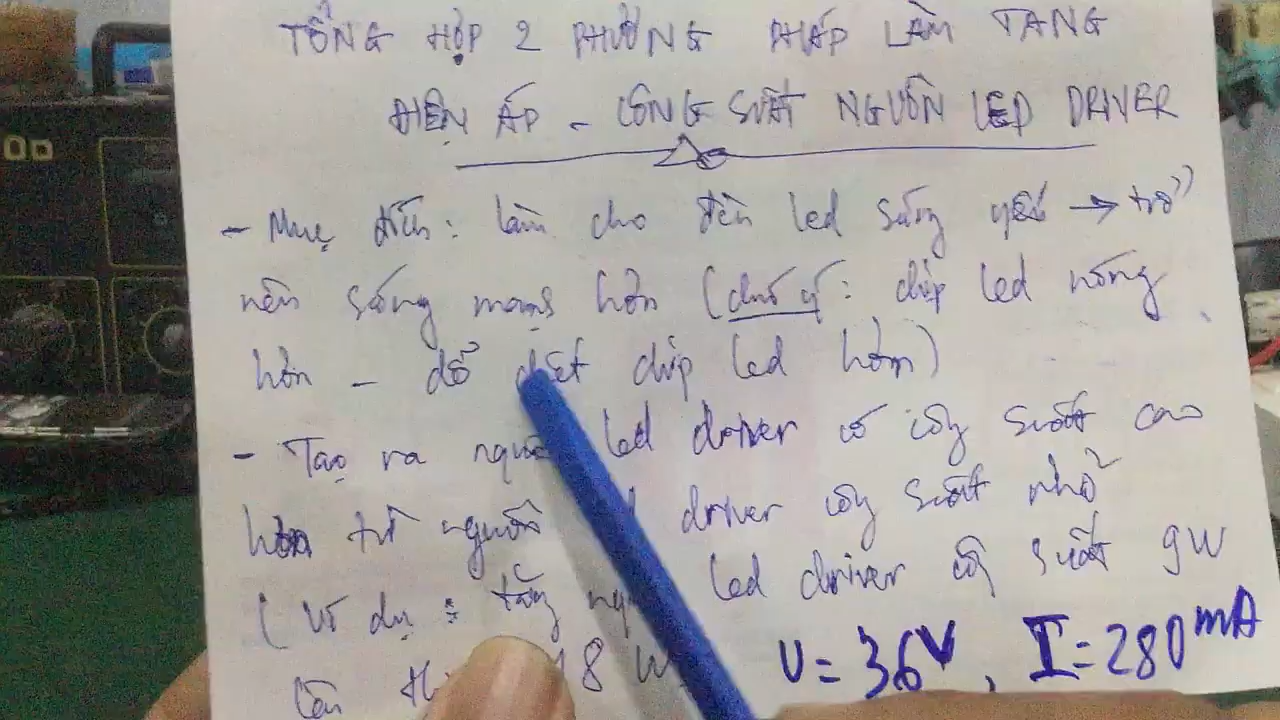 TỔNG HỢP 2 PHƯƠNG PHÁP LÀM TĂNG
ĐIỆN ÁP - CÔNG SUẤT NGUỒN LED DRIVER
- Mục đích: làm cho đèn led sáng yếu → trở
nên sáng mạnh hơn (chú ý: chip led nóng
hơn - dễ chết chip led hơn)
- Tạo ra led driver có công suất cao
hơn từ nguồn driver công suất nhỏ
(Ví dụ: tăng led driver công suất 9W
lên 18 W
U = 36V, I = 280mA